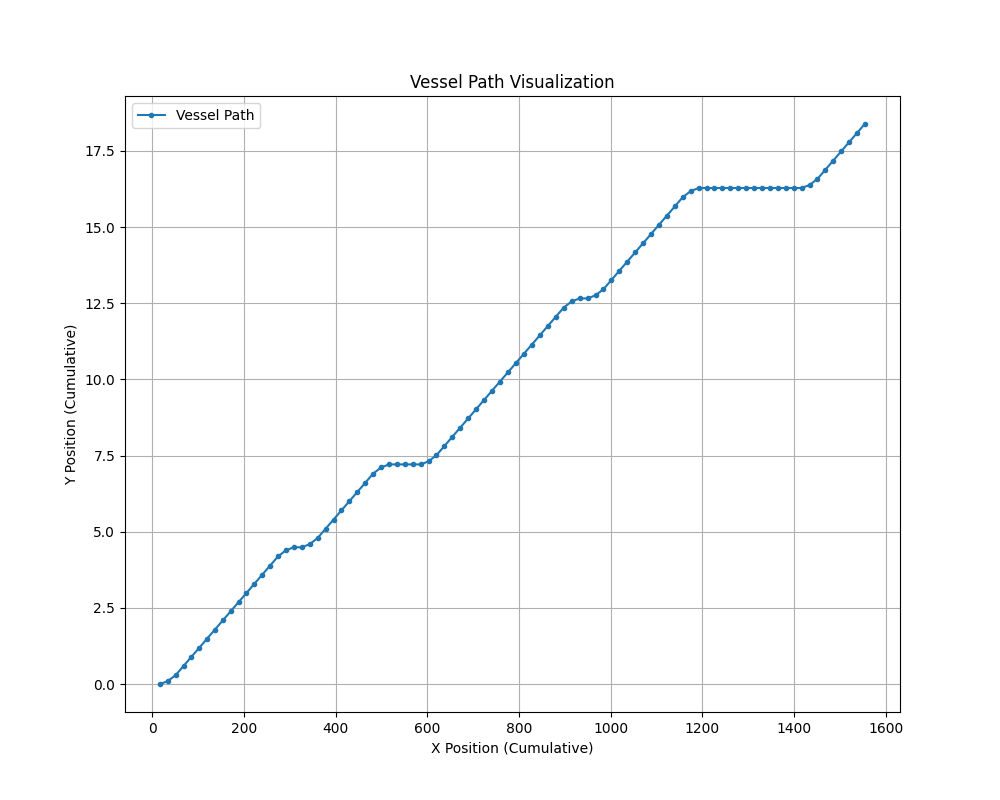 Vessel Path Visualization
Vessel Path
Y Position (Cumulative)
17.5
15.0
12.5
10.0
7.5
5.0
2.5
0.0
0 200 400 600 800 1000 1200 1400 1600
X Position (Cumulative)